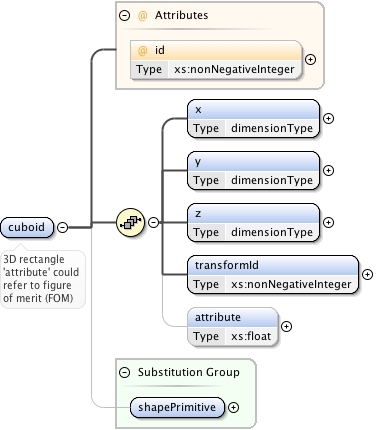 @ Attributes
@ id
Type xs:nonNegativeInteger
x
Type dimensionType
y
Type dimensionType
z
Type dimensionType
cuboid
3D rectangle
'attribute' could
refer to figure
of merit (FOM)
transformId
Type xs:nonNegativeInteger
attribute
Type xs:float
Substitution Group
shapePrimitive